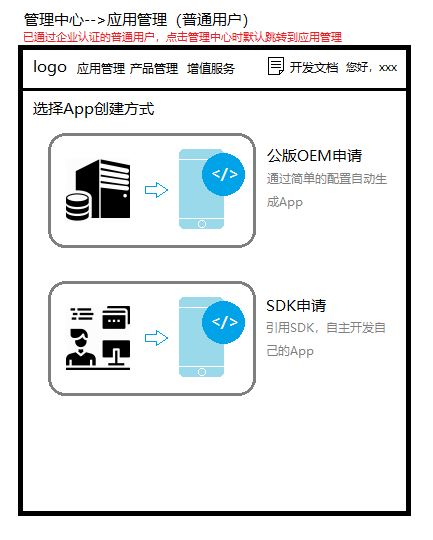 管理中心-->应用管理（普通用户）
已通过企业认证的普通用户，点击管理中心时默认跳转到应用管理
logo 应用管理 产品管理 增值服务 开发文档 您好，xxx
选择App创建方式
</>
公版OEM申请
通过简单的配置自动生
成App
</>
SDK申请
引用SDK，自主开发自
己的App